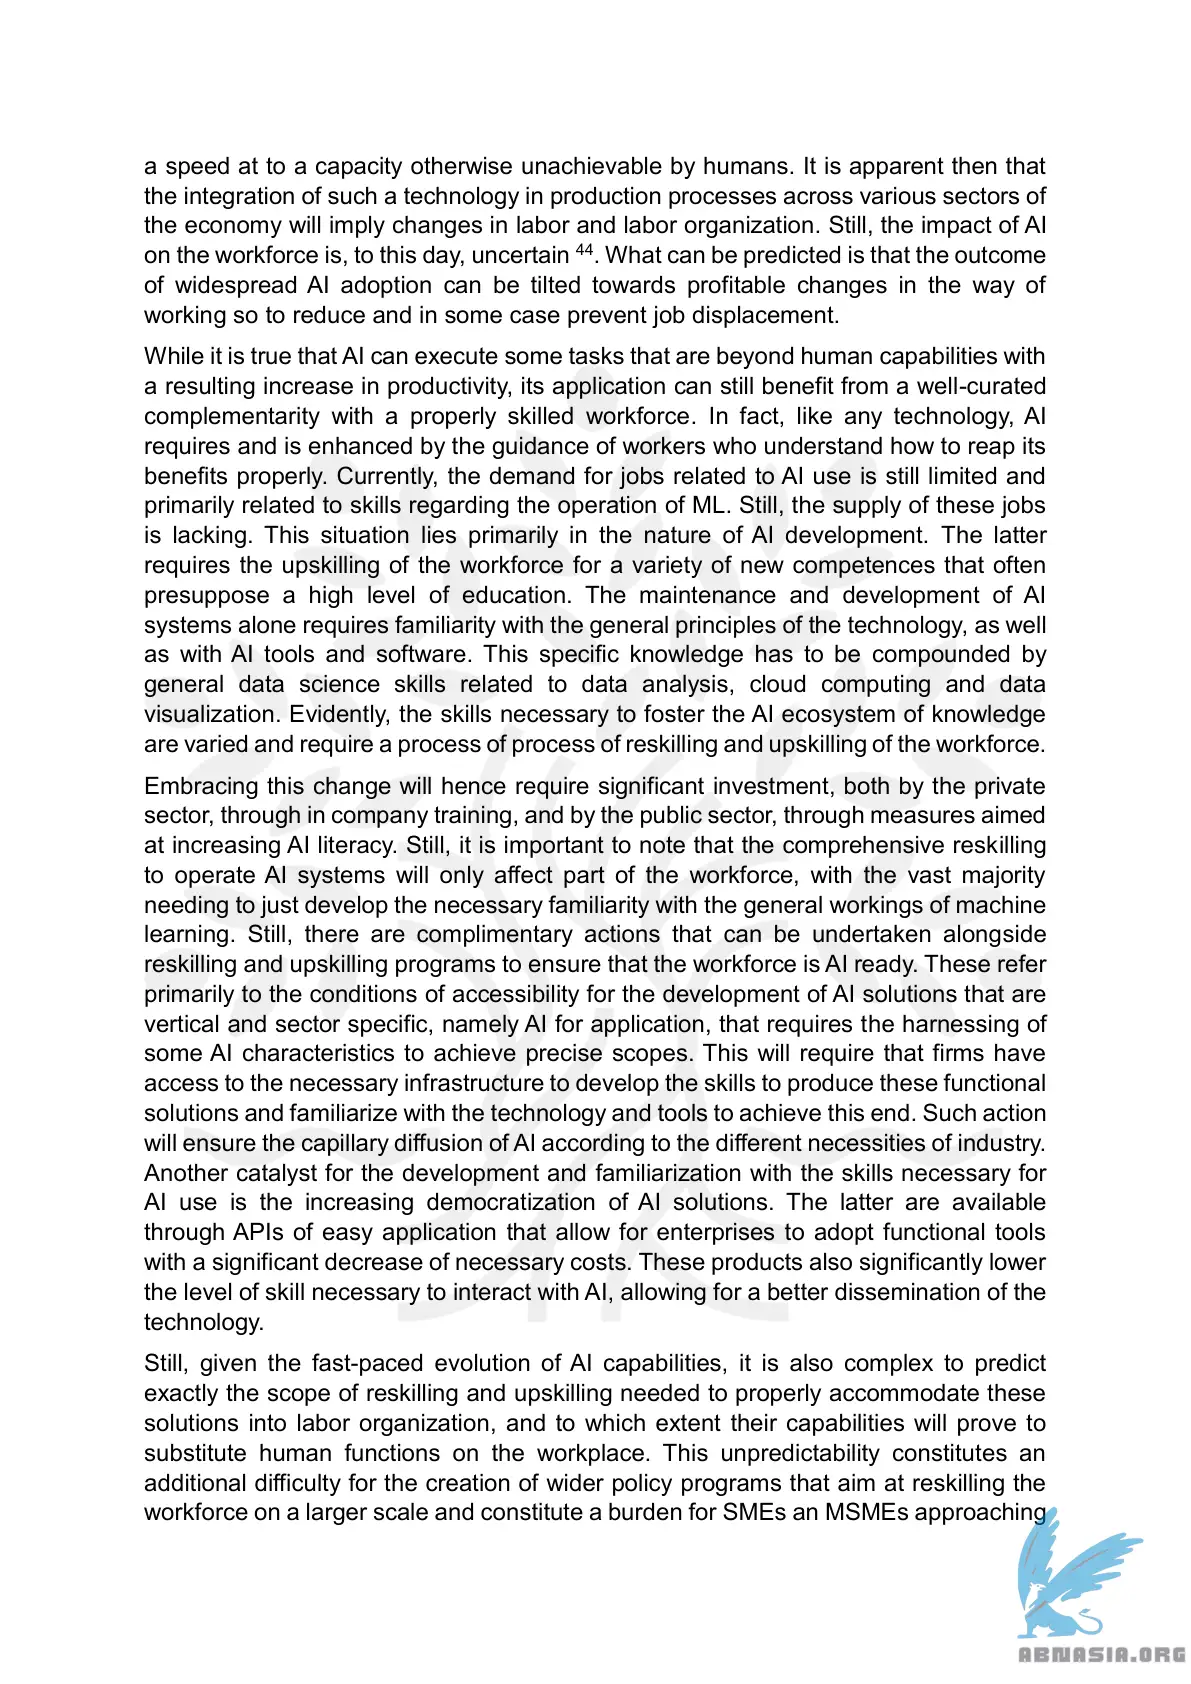 a speed at to a capacity otherwise unachievable by humans. It is apparent then that
the integration of such a technology in production processes across various sectors of
the economy will imply changes in labor and labor organization. Still, the impact of AI
on the workforce is, to this day, uncertain 44. What can be predicted is that the outcome
of widespread AI adoption can be tilted towards profitable changes in the way of
working so to reduce and in some case prevent job displacement.
While it is true that AI can execute some tasks that are beyond human capabilities with
a resulting increase in productivity, its application can still benefit from a well-curated
complementarity with a properly skilled workforce. In fact, like any technology, AI
requires and is enhanced by the guidance of workers who understand how to reap its
benefits properly. Currently, the demand for jobs related to AI use is still limited and
primarily related to skills regarding the operation of ML. Still, the supply of these jobs
is lacking. This situation lies primarily in the nature of AI development. The latter
requires the upskilling of the workforce for a variety of new competences that often
presuppose a high level of education. The maintenance and development of AI
systems alone requires familiarity with the general principles of the technology, as well
as with AI tools and software. This specific knowledge has to be compounded by
general data science skills related to data analysis, cloud computing and data
visualization. Evidently, the skills necessary to foster the AI ecosystem of knowledge
are varied and require a process of process of reskilling and upskilling of the workforce.
Embracing this change will hence require significant investment, both by the private
sector, through in company training, and by the public sector, through measures aimed
at increasing AI literacy. Still, it is important to note that the comprehensive reskilling
to operate AI systems will only affect part of the workforce, with the vast majority
needing to just develop the necessary familiarity with the general workings of machine
learning. Still, there are complimentary actions that can be undertaken alongside
reskilling and upskilling programs to ensure that the workforce is AI ready. These refer
primarily to the conditions of accessibility for the development of AI solutions that are
vertical and sector specific, namely AI for application, that requires the harnessing of
some AI characteristics to achieve precise scopes. This will require that firms have
access to the necessary infrastructure to develop the skills to produce these functional
solutions and familiarize with the technology and tools to achieve this end. Such action
will ensure the capillary diffusion of AI according to the different necessities of industry.
Another catalyst for the development and familiarization with the skills necessary for
AI use is the increasing democratization of AI solutions. The latter are available
through APIs of easy application that allow for enterprises to adopt functional tools
with a significant decrease of necessary costs. These products also significantly lower
the level of skill necessary to interact with AI, allowing for a better dissemination of the
technology.
Still, given the fast-paced evolution of AI capabilities, it is also complex to predict
exactly the scope of reskilling and upskilling needed to properly accommodate these
solutions into labor organization, and to which extent their capabilities will prove to
substitute human functions on the workplace. This unpredictability constitutes an
additional difficulty for the creation of wider policy programs that aim at reskilling the
workforce on a larger scale and constitute a burden for SMEs an MSMEs approaching
ABNASIA.ORG